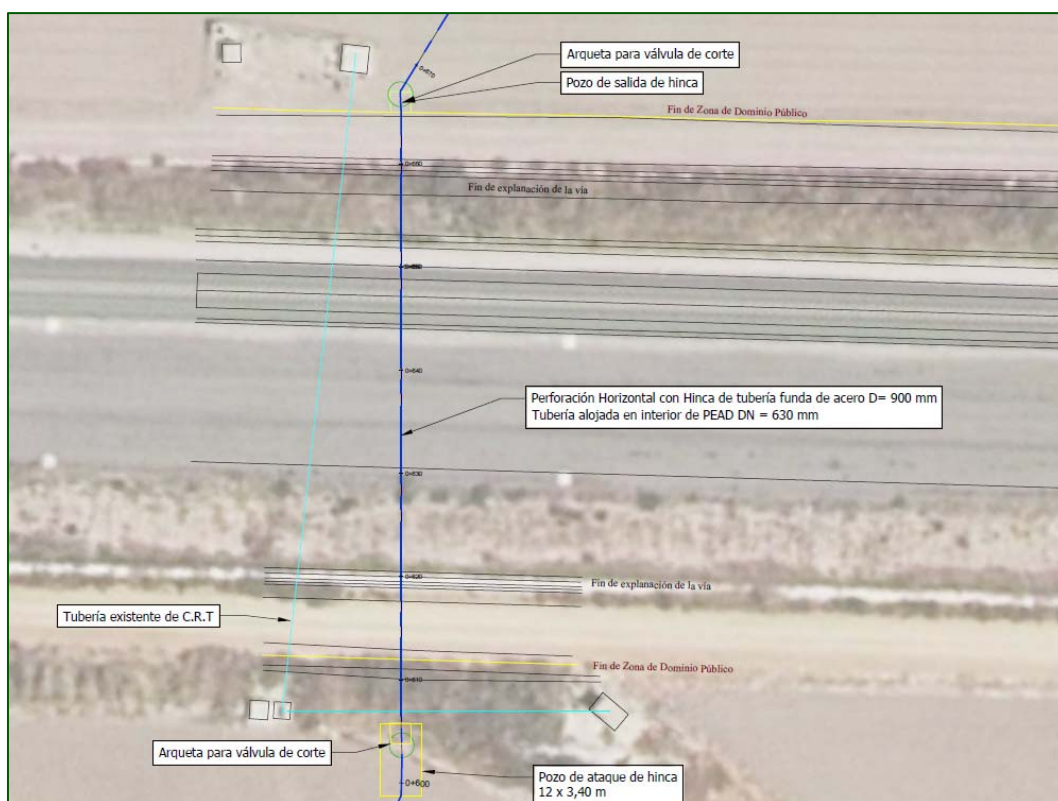 Arqueta para válvula de corte
0+670
Pozo de salida de hinca
Fin de Zona de Dominio Público
0+660
Fin de explanación de la vía
0+640
Perforación Horizontal con Hinca de tubería funda de acero D= 900 mm
Tubería alojada en interior de PEAD DN = 630 mm
0+630
0+620
Fin de explanación de la vía
Tubería existente de C.R.T
Fin de Zona de Dominio Público
0+610
Arqueta para válvula de corte
Pozo de ataque de hinca
12 x 3,40 m
0+600